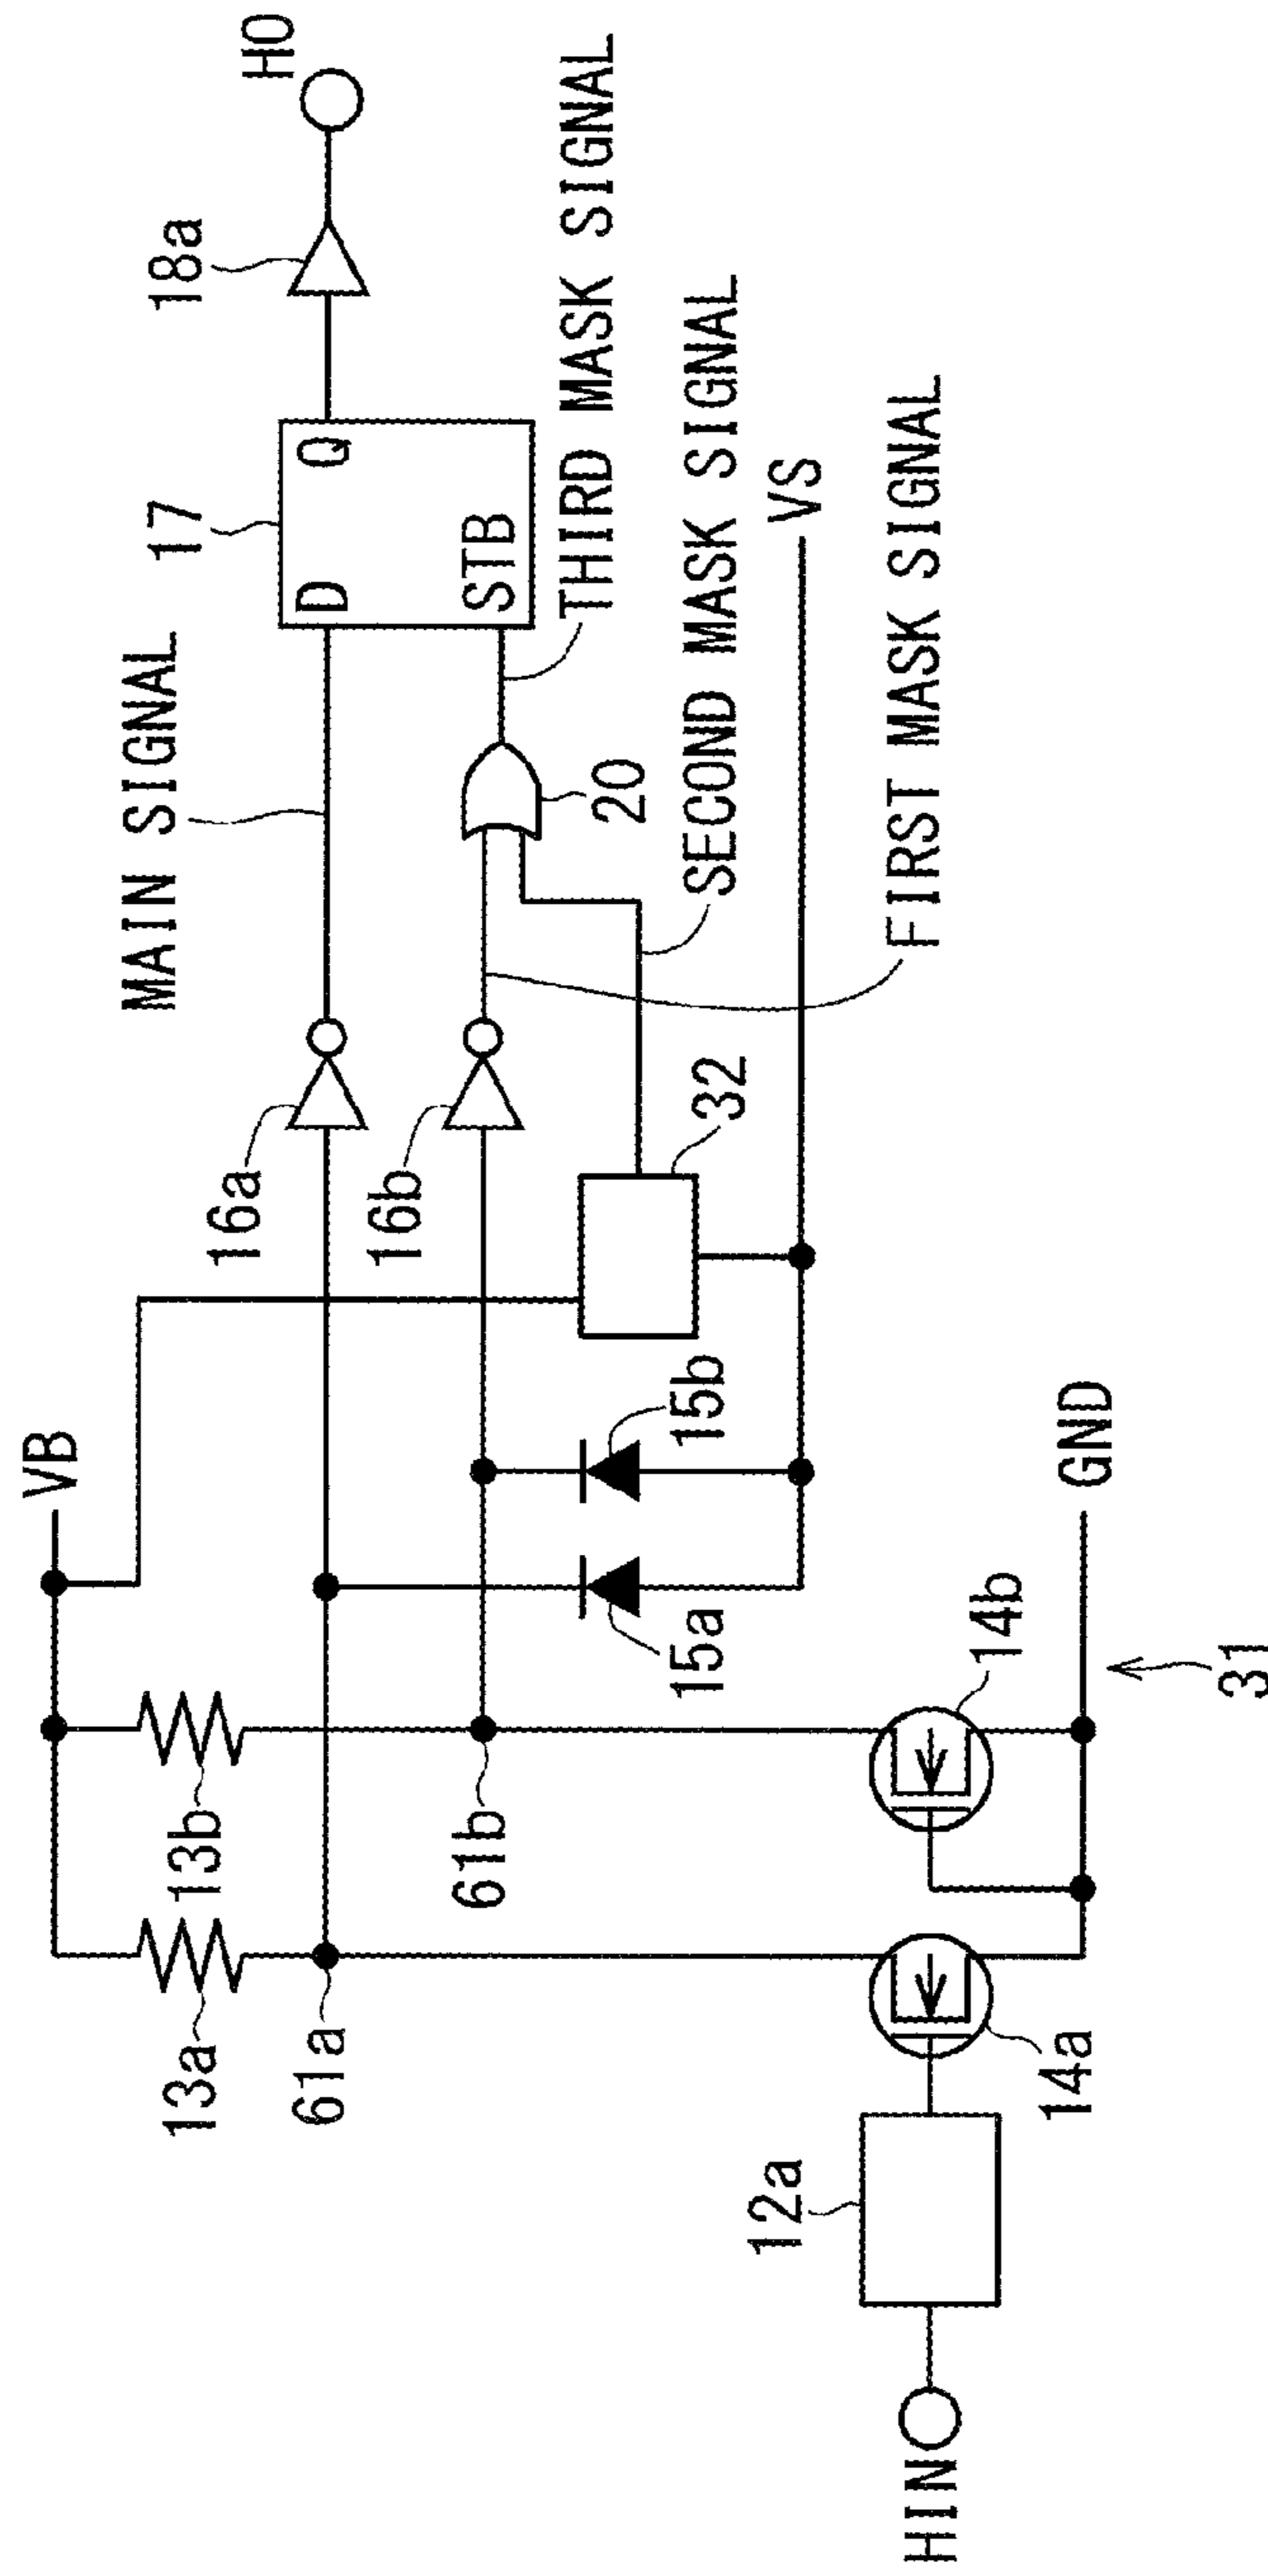 VB
13a
13b
61a
61b
16a
16b
MAIN SIGNAL
17
D
Q
STB
18a
HO
THIRD MASK SIGNAL
20
SECOND MASK SIGNAL
32
15a
15b
VS
FIRST MASK SIGNAL
HIN
12a
14a
14b
GND
31